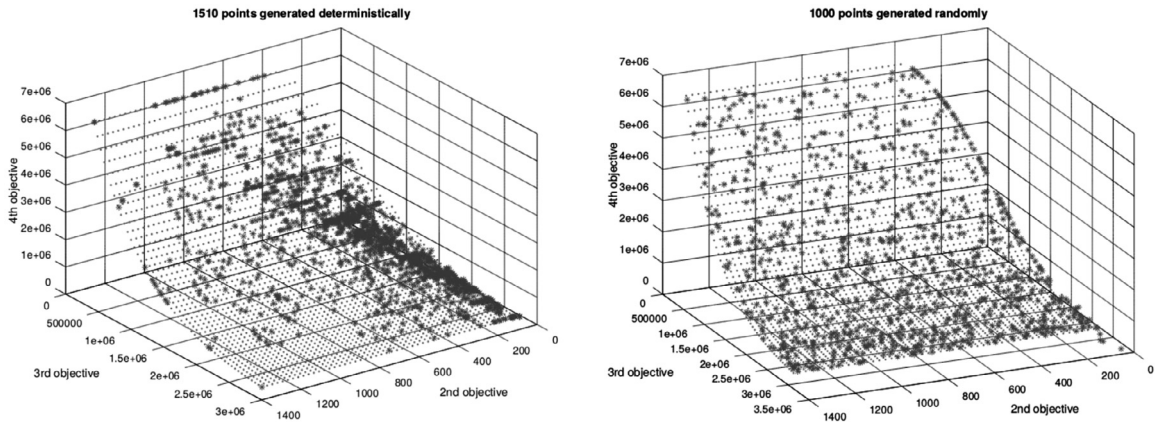 1510 points generated deterministically
7e+06
6e+06
5e+06
4e+06
3e+06
2e+06
1e+06
0
4th objective
0
500000
1e+06
1.5e+06
2e+06
2.5e+06
3e+06
3rd objective
1400
1200
1000
800
600
400
200
0
2nd objective
1000 points generated randomly
7e+06
6e+06
5e+06
4e+06
3e+06
2e+06
1e+06
0
4th objective
0
500000
1e+06
1.5e+06
2e+06
2.5e+06
3e+06
3.5e+06
3rd objective
1400
1200
1000
800
600
400
200
0
2nd objective